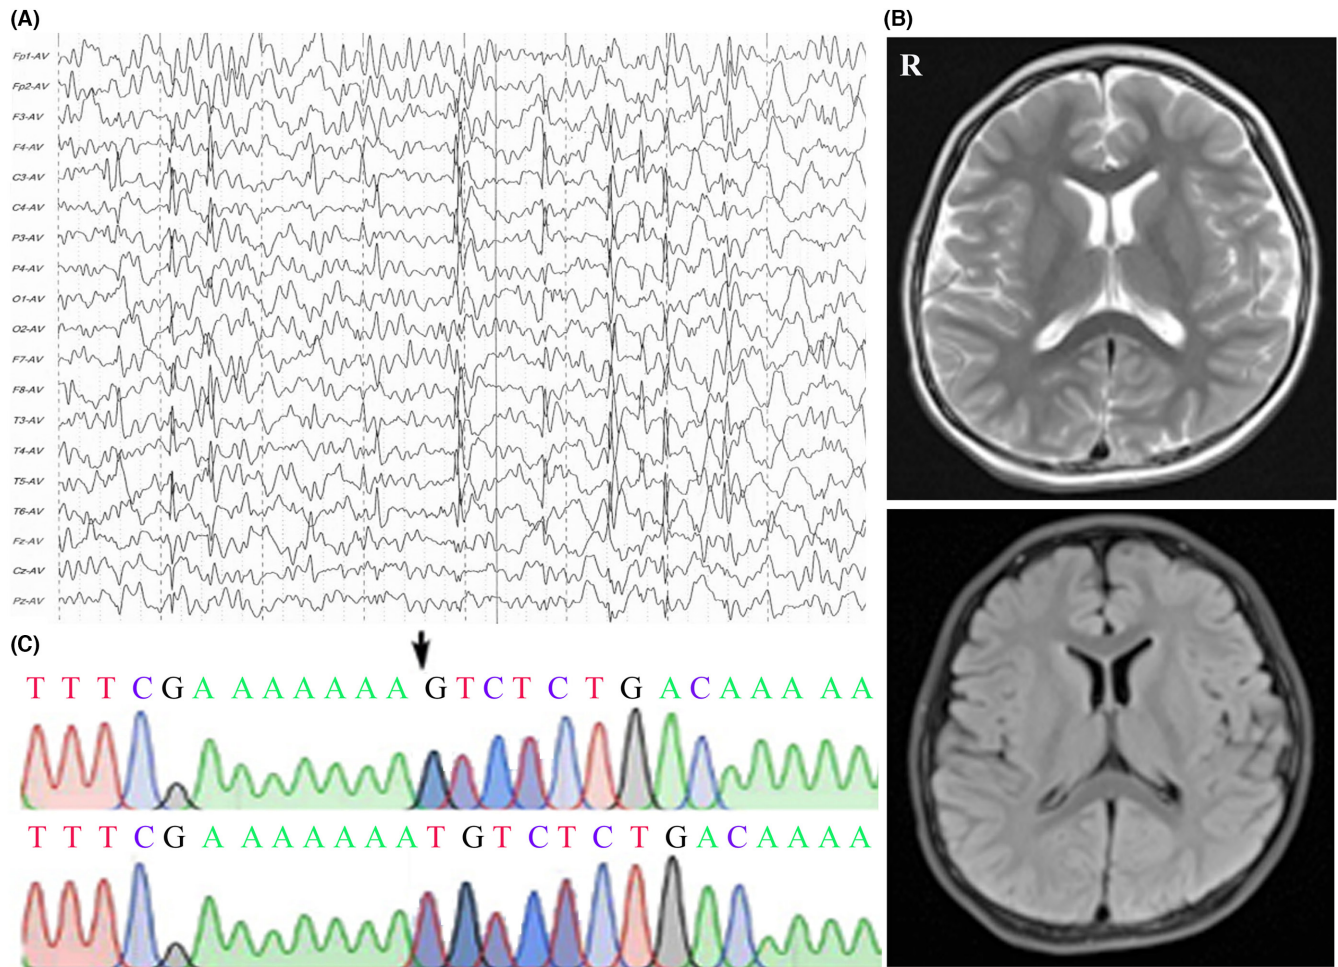 (A)
Fp1-AV
Fp2-AV
F3-AV
F4-AV
C3-AV
C4-AV
P3-AV
P4-AV
O1-AV
O2-AV
F7-AV
F8-AV
T3-AV
T4-AV
T5-AV
T6-AV
Fz-AV
Cz-AV
Pz-AV
(B)
R
(C)
T T T C G A A A A A A A G T C T C T G A C A A A A A
T T T C G A A A A A A A T G T C T C T G A C A A A A